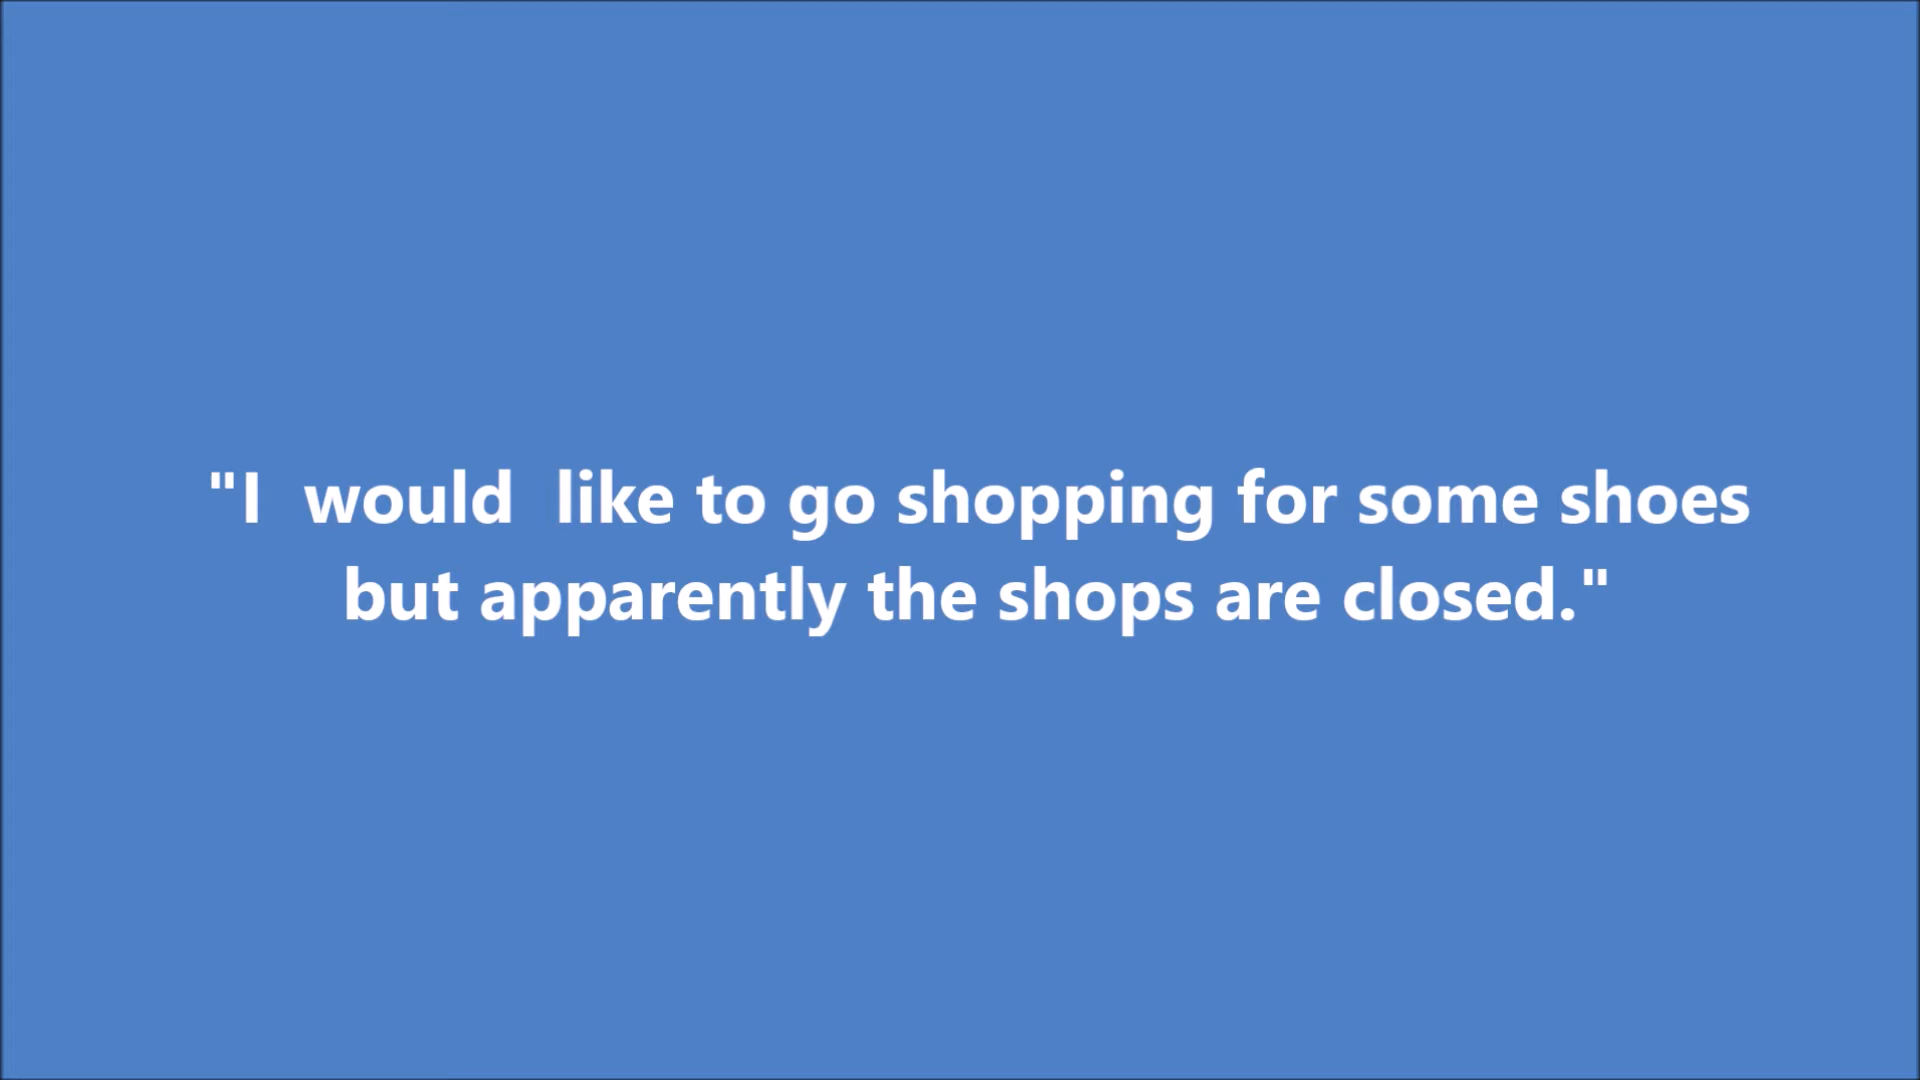 "I  would  like to go shopping for some shoes
but apparently the shops are closed."